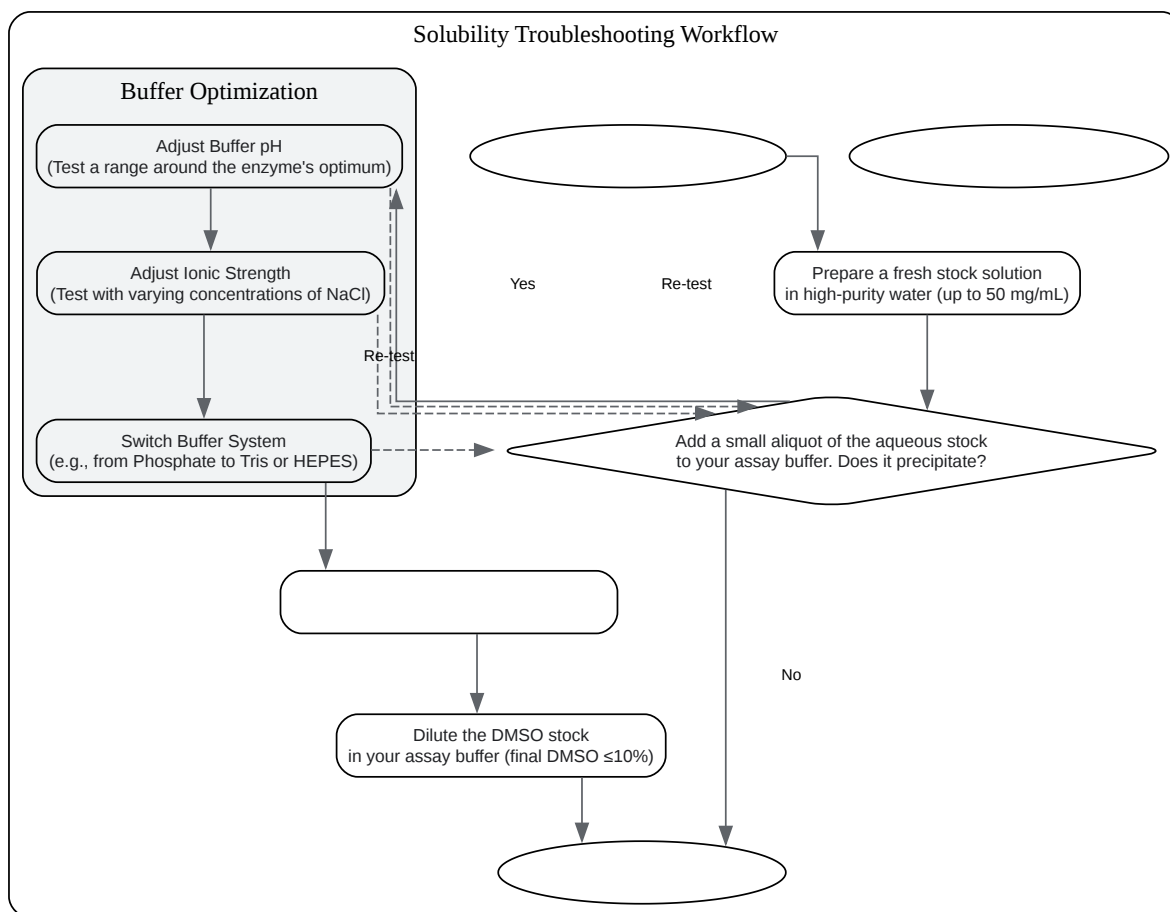 Solubility Troubleshooting Workflow
Buffer Optimization
Adjust Buffer pH
(Test a range around the enzyme's optimum)
Adjust Ionic Strength
(Test with varying concentrations of NaCl)
Yes
Re-test
Prepare a fresh stock solution
in high-purity water (up to 50 mg/mL)
Re-test
Switch Buffer System
(e.g., from Phosphate to Tris or HEPES)
Add a small aliquot of the aqueous stock
to your assay buffer. Does it precipitate?
No
Dilute the DMSO stock
in your assay buffer (final DMSO ≤10%)